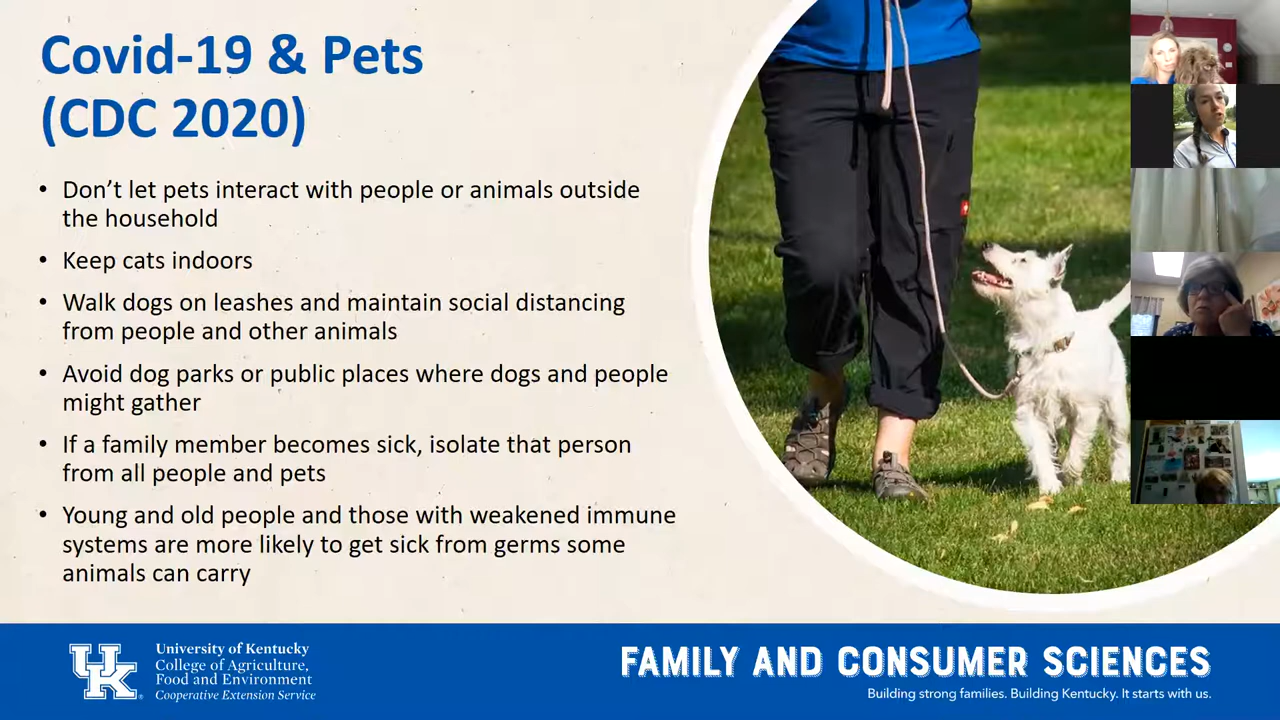 Covid-19 & Pets
(CDC 2020)
• Don’t let pets interact with people or animals outside
the household
• Keep cats indoors
• Walk dogs on leashes and maintain social distancing
from people and other animals
• Avoid dog parks or public places where dogs and people
might gather
• If a family member becomes sick, isolate that person
from all people and pets
• Young and old people and those with weakened immune
systems are more likely to get sick from germs some
animals can carry
UK
University of Kentucky
College of Agriculture,
Food and Environment
Cooperative Extension Service
FAMILY AND CONSUMER SCIENCES
Building strong families. Building Kentucky. It starts with us.